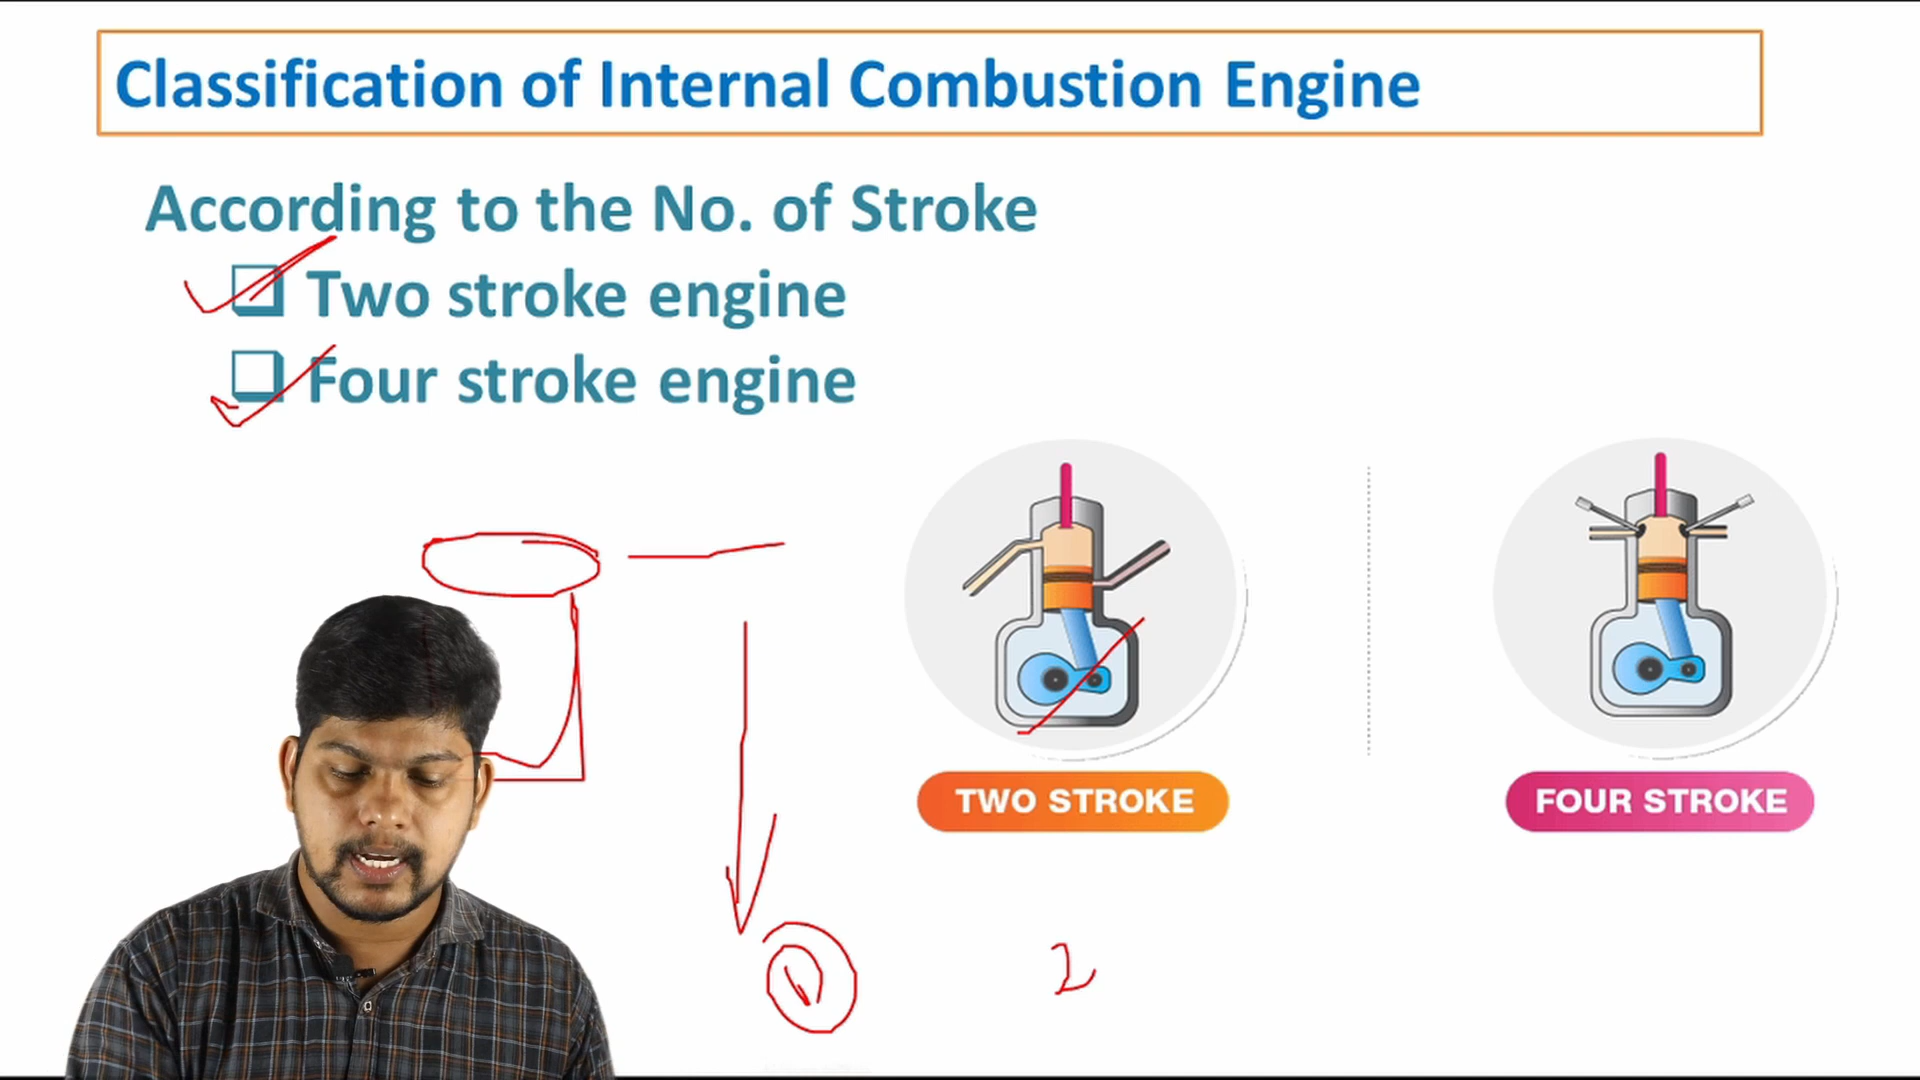 Classification of Internal Combustion Engine
According to the No. of Stroke
Two stroke engine
Four stroke engine
TWO STROKE
FOUR STROKE
2